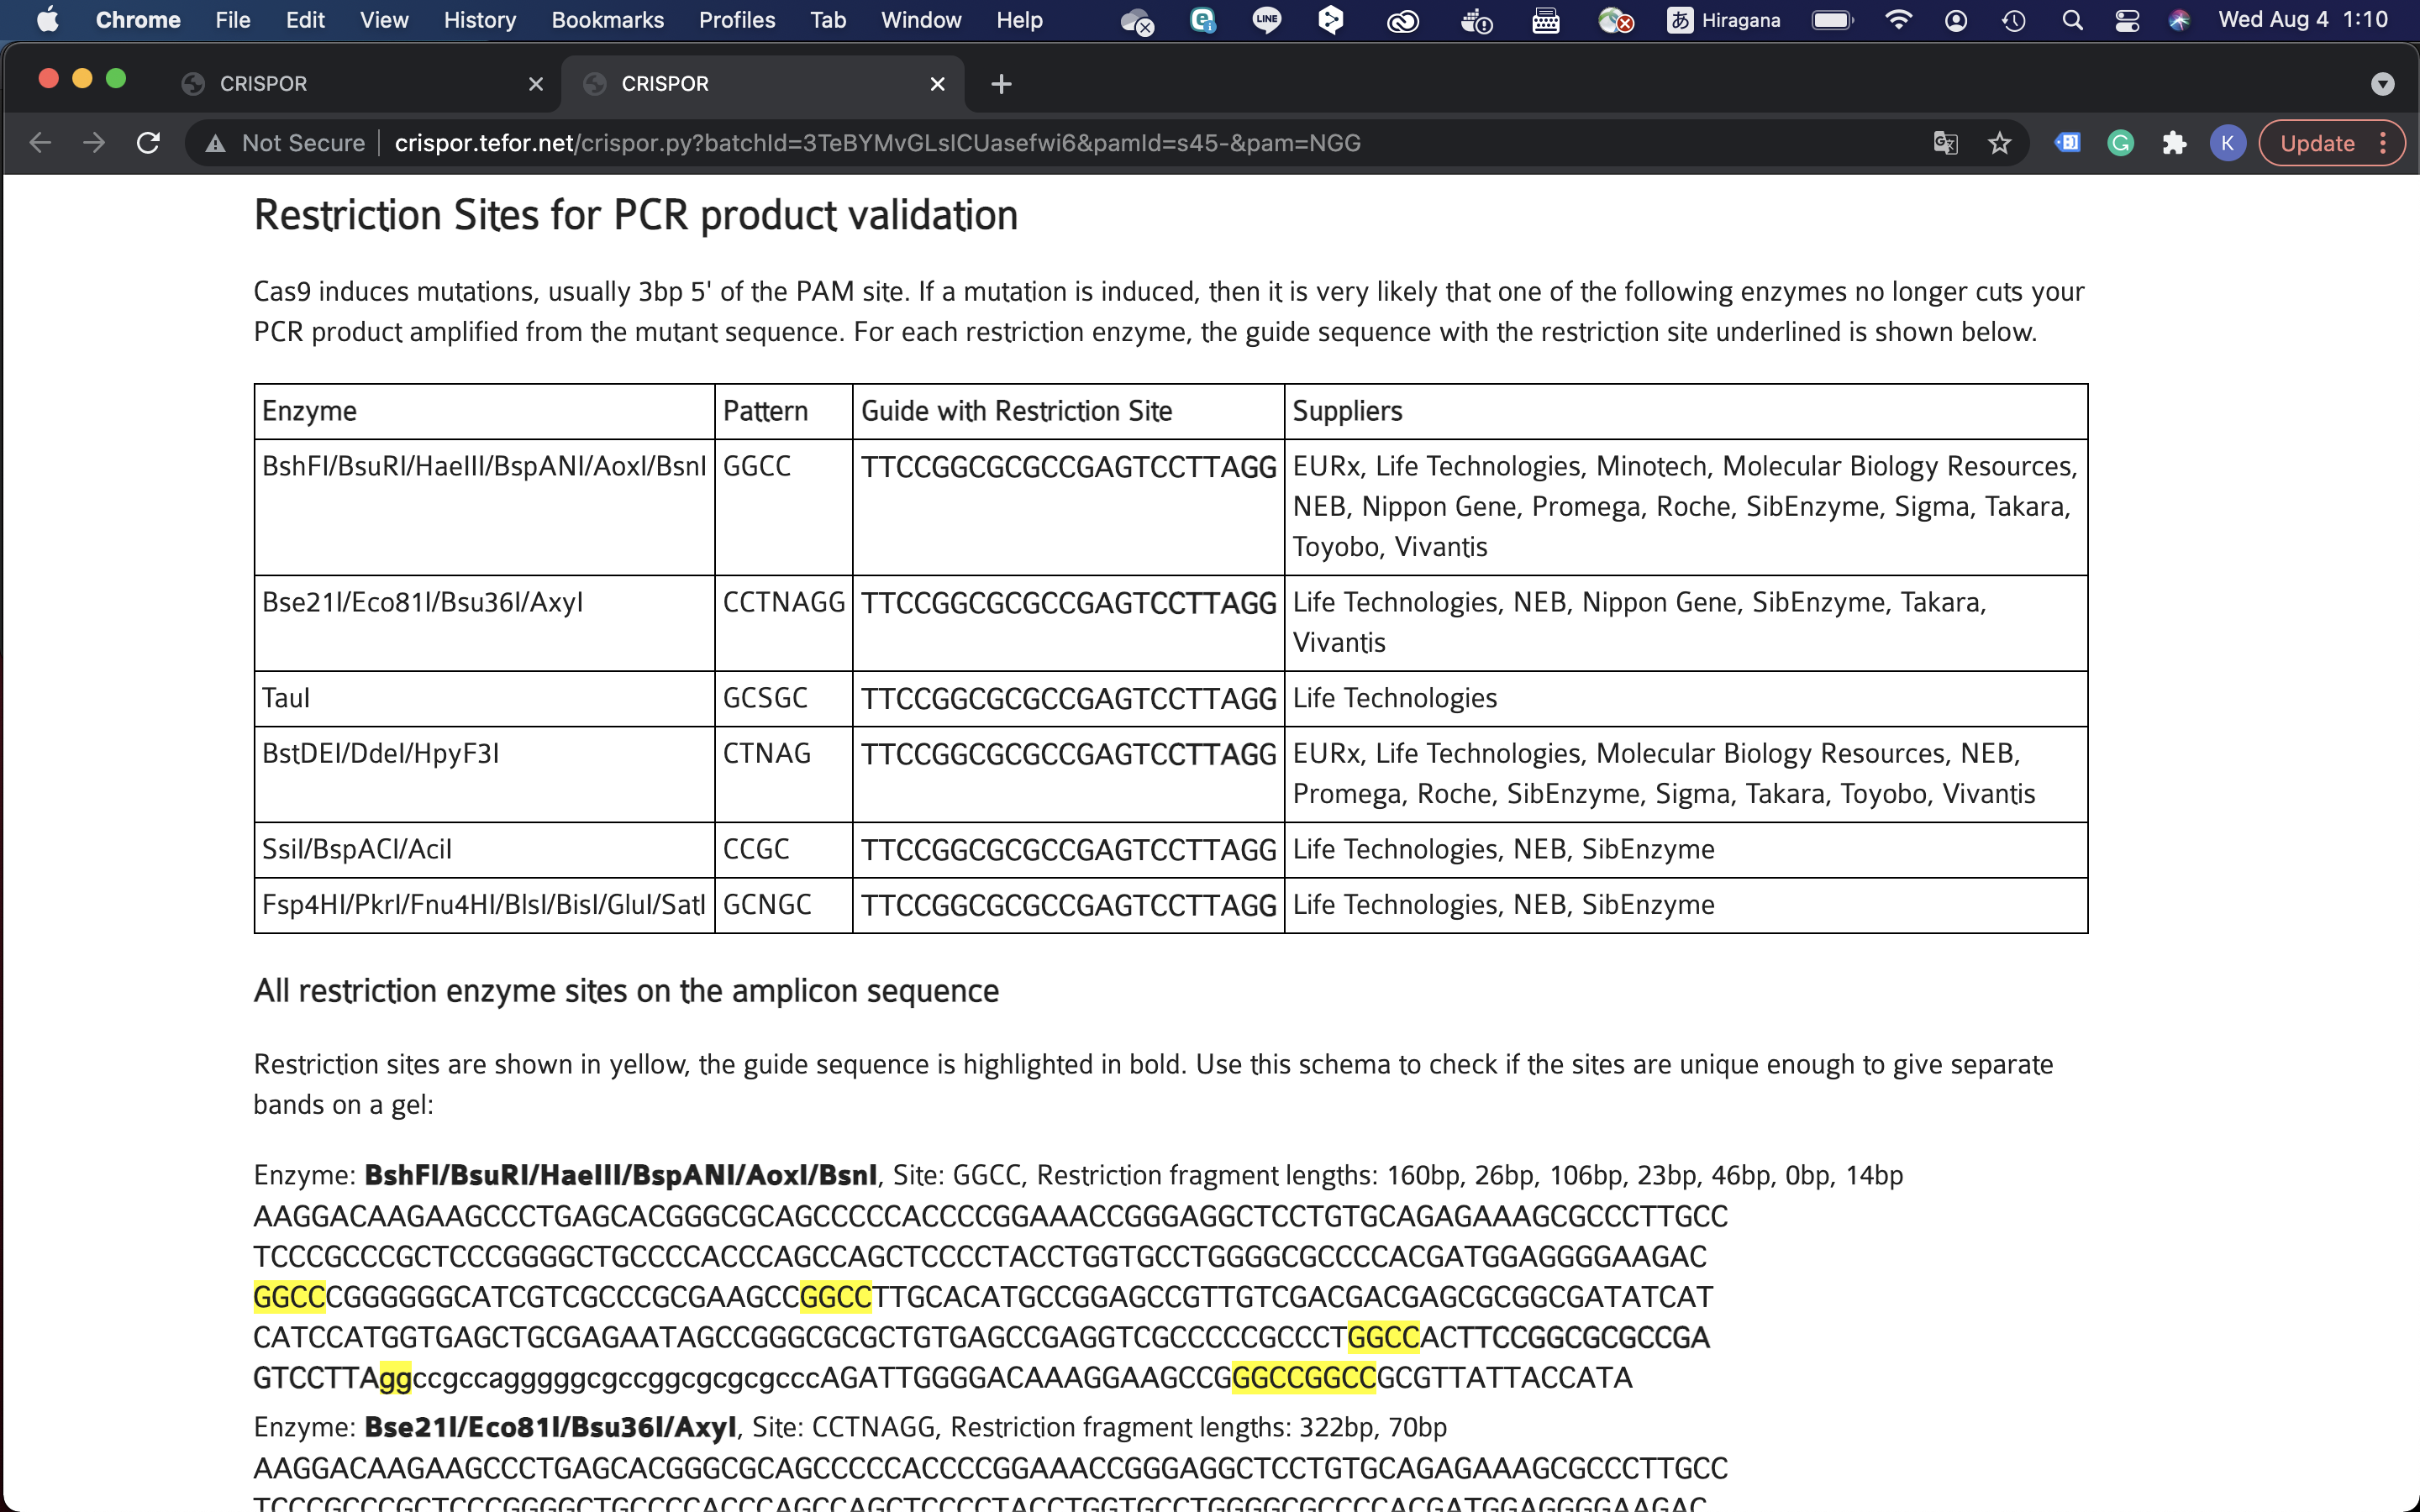 Chrome File Edit View History Bookmarks Profiles Tab Window Help LINE あ Hiragana Wed Aug 4 1:10
CRISPOR CRISPOR
Not Secure crispor.tefor.net/crispor.py?batchId=3TeBYMvGLsICUasefwi6&pamId=s45-&pam=NGG K Update
Restriction Sites for PCR product validation
Cas9 induces mutations, usually 3bp 5' of the PAM site. If a mutation is induced, then it is very likely that one of the following enzymes no longer cuts your
PCR product amplified from the mutant sequence. For each restriction enzyme, the guide sequence with the restriction site underlined is shown below.
Enzyme Pattern Guide with Restriction Site Suppliers
BshFI/BsuRI/HaeIII/BspANI/AoxI/BsnI GGCC TTCCGGCGCGCCGAGTCCTTAGG EURx, Life Technologies, Minotech, Molecular Biology Resources,
NEB, Nippon Gene, Promega, Roche, SibEnzyme, Sigma, Takara,
Toyobo, Vivantis
Bse21I/Eco81I/Bsu36I/AxyI CCTNAGG TTCCGGCGCGCCGAGTCCTTAGG Life Technologies, NEB, Nippon Gene, SibEnzyme, Takara,
Vivantis
TauI GCSGC TTCCGGCGCGCCGAGTCCTTAGG Life Technologies
BstDEI/DdeI/HpyF3I CTNAG TTCCGGCGCGCCGAGTCCTTAGG EURx, Life Technologies, Molecular Biology Resources, NEB,
Promega, Roche, SibEnzyme, Sigma, Takara, Toyobo, Vivantis
SsiI/BspACI/AciI CCGC TTCCGGCGCGCCGAGTCCTTAGG Life Technologies, NEB, SibEnzyme
Fsp4HI/PkrI/Fnu4HI/BlsI/BisI/GluI/SatI GCNGC TTCCGGCGCGCCGAGTCCTTAGG Life Technologies, NEB, SibEnzyme
All restriction enzyme sites on the amplicon sequence
Restriction sites are shown in yellow, the guide sequence is highlighted in bold. Use this schema to check if the sites are unique enough to give separate
bands on a gel:
Enzyme: BshFI/BsuRI/HaeIII/BspANI/AoxI/BsnI, Site: GGCC, Restriction fragment lengths: 160bp, 26bp, 106bp, 23bp, 46bp, 0bp, 14bp
AAGGACAAGAAGCCCTGAGCACGGGCGCAGCCCCCACCCCGGAAACCGGGAGGCTCCTGTGCAGAGAAAGCGCCCTTGCC
TCCCGCCCGCTCCCGGGGCTGCCCCACCCAGCCAGCTCCCCTACCTGGTGCCTGGGGCGCCCCACGATGGAGGGGAAGAC
GGCCCGGGGGGCATCGTCGCCCGCGAAGCCGGCCTTGCACATGCCGGAGCCGTTGTCGACGACGAGCGCGGCGATATCAT
CATCCATGGTGAGCTGCGAGAATAGCCGGGCGCGCTGTGAGCCGAGGTCGCCCCCGCCCTGGCCACTTCCGGCGCGCCGA
GTCCTTAggccgccagggggcgccggcgcgcgcccAGATTGGGGACAAAGGAAGCCGGGCCGGCCGCGTTATTACCATA
Enzyme: Bse21I/Eco81I/Bsu36I/AxyI, Site: CCTNAGG, Restriction fragment lengths: 322bp, 70bp
AAGGACAAGAAGCCCTGAGCACGGGCGCAGCCCCCACCCCGGAAACCGGGAGGCTCCTGTGCAGAGAAAGCGCCCTTGCC
TCCCGCCCGCTCCCGGGGCTGCCCCACCCAGCCAGCTCCCCTACCTGGTGCCTGGGGCGCCCCACGATGGAGGGGAAGAC